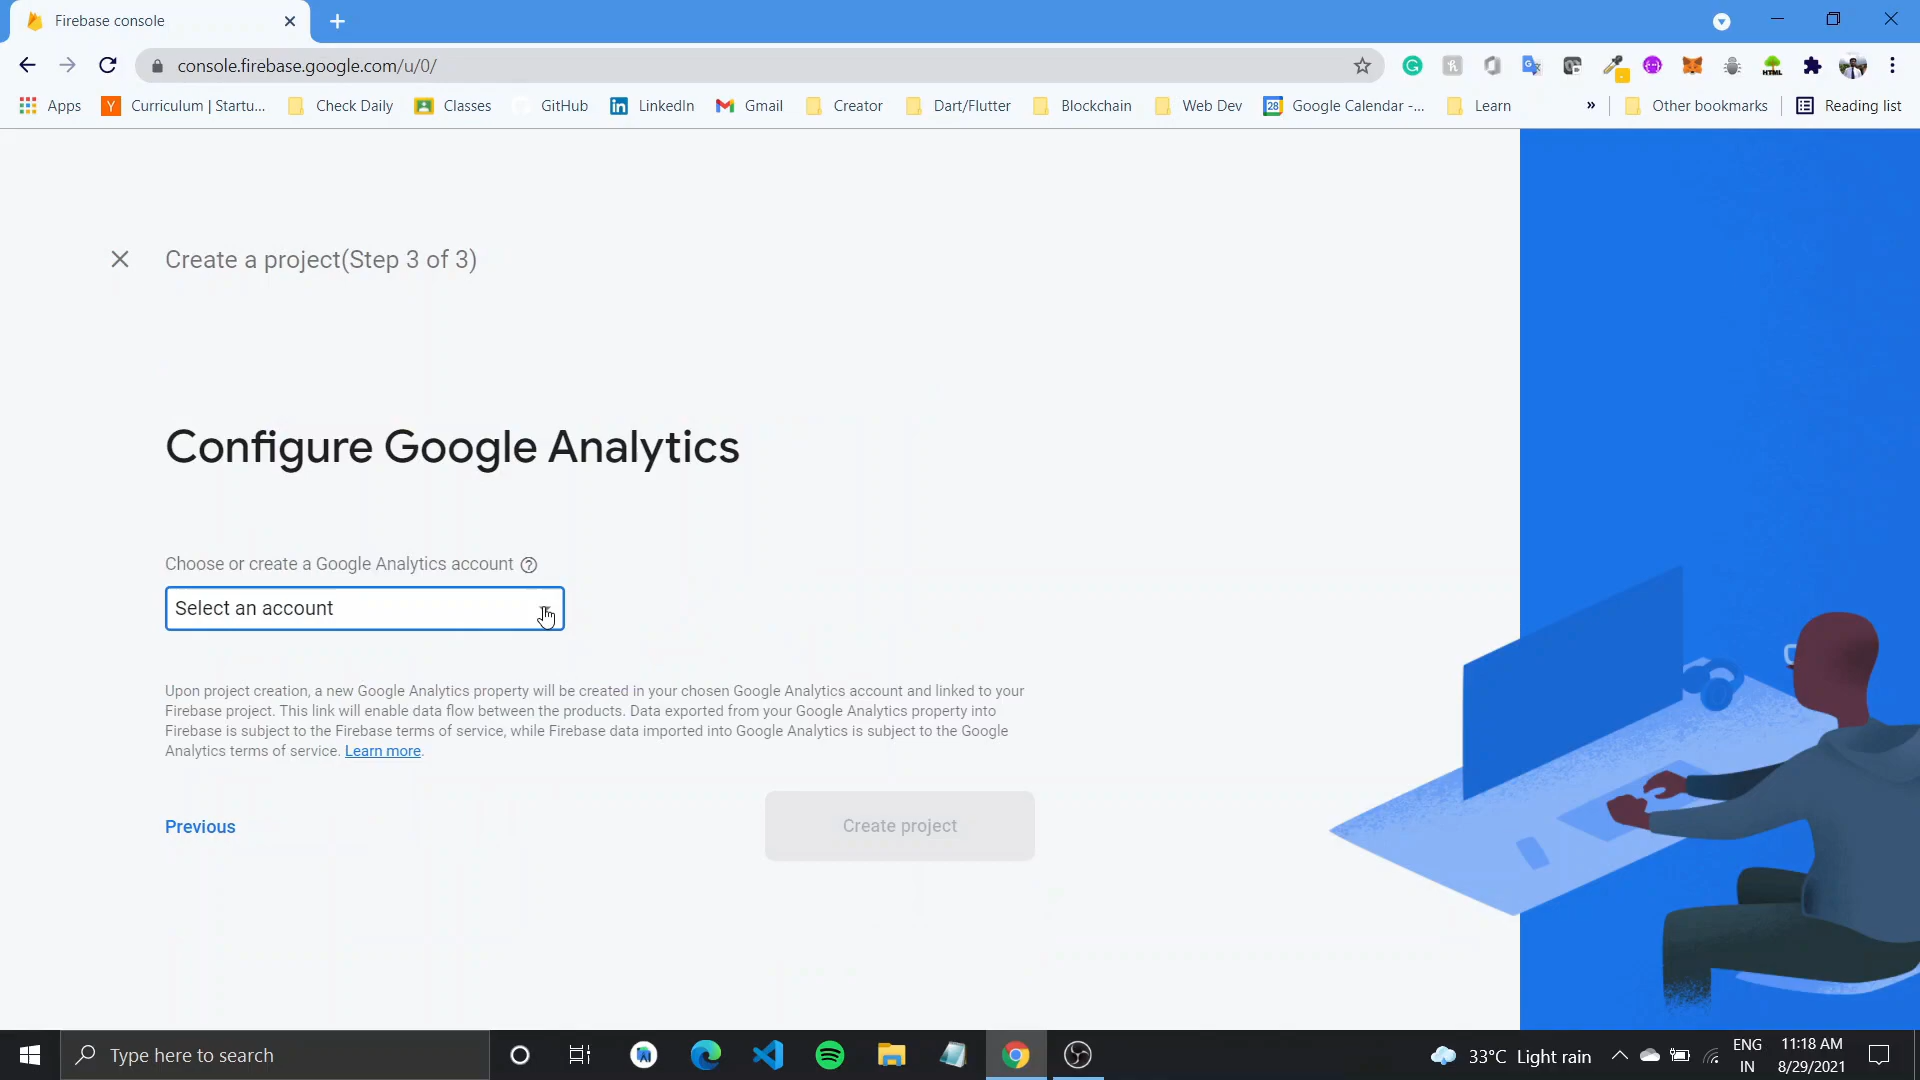 Firebase console
console.firebase.google.com/u/0/
Apps
Y
Curriculum | Startu...
Check Daily
Classes
GitHub
in
LinkedIn
Gmail
Creator
Dart/Flutter
Blockchain
Web Dev
28
Google Calendar -...
Learn
»
Other bookmarks
Reading list
Create a project(Step 3 of 3)
Configure Google Analytics
Choose or create a Google Analytics account
Select an account
Upon project creation, a new Google Analytics property will be created in your chosen Google Analytics account and linked to your
Firebase project. This link will enable data flow between the products. Data exported from your Google Analytics property into
Firebase is subject to the Firebase terms of service, while Firebase data imported into Google Analytics is subject to the Google
Analytics terms of service. Learn more.
Previous
Create project
Type here to search
33°C Light rain
ENG
IN
11:18 AM
8/29/2021